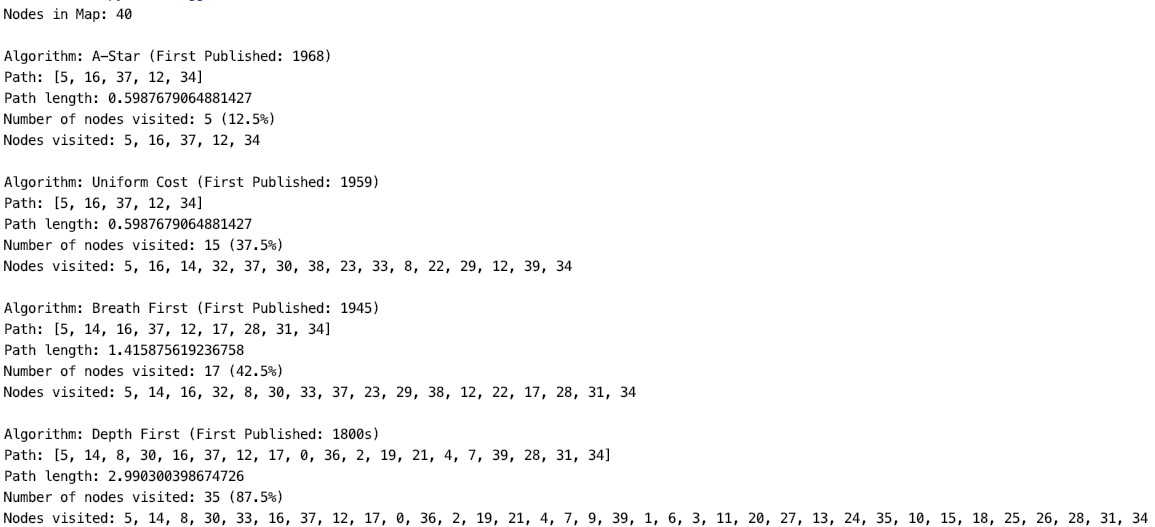 Nodes in Map: 40
Algorithm: A-Star (First Published: 1968)
Path: [5, 16, 37, 12, 34]
Path length: 0.5987679064881427
Number of nodes visited: 5 (12.5%)
Nodes visited: 5, 16, 37, 12, 34
Algorithm: Uniform Cost (First Published: 1959)
Path: [5, 16, 37, 12, 34]
Path length: 0.5987679064881427
Number of nodes visited: 15 (37.5%)
Nodes visited: 5, 16, 14, 32, 37, 30, 38, 23, 33, 8, 22, 29, 12, 39, 34
Algorithm: Breath First (First Published: 1945)
Path: [5, 14, 16, 37, 12, 17, 28, 31, 34]
Path length: 1.415875619236758
Number of nodes visited: 17 (42.5%)
Nodes visited: 5, 14, 16, 32, 8, 30, 33, 37, 23, 29, 38, 12, 22, 17, 28, 31, 34
Algorithm: Depth First (First Published: 1800s)
Path: [5, 14, 8, 30, 16, 37, 12, 17, 0, 36, 2, 19, 21, 4, 7, 39, 28, 31, 34]
Path length: 2.990300398674726
Number of nodes visited: 35 (87.5%)
Nodes visited: 5, 14, 8, 30, 33, 16, 37, 12, 17, 0, 36, 2, 19, 21, 4, 7, 9, 39, 1, 6, 3, 11, 20, 27, 13, 24, 35, 10, 15, 18, 25, 26, 28, 31, 34